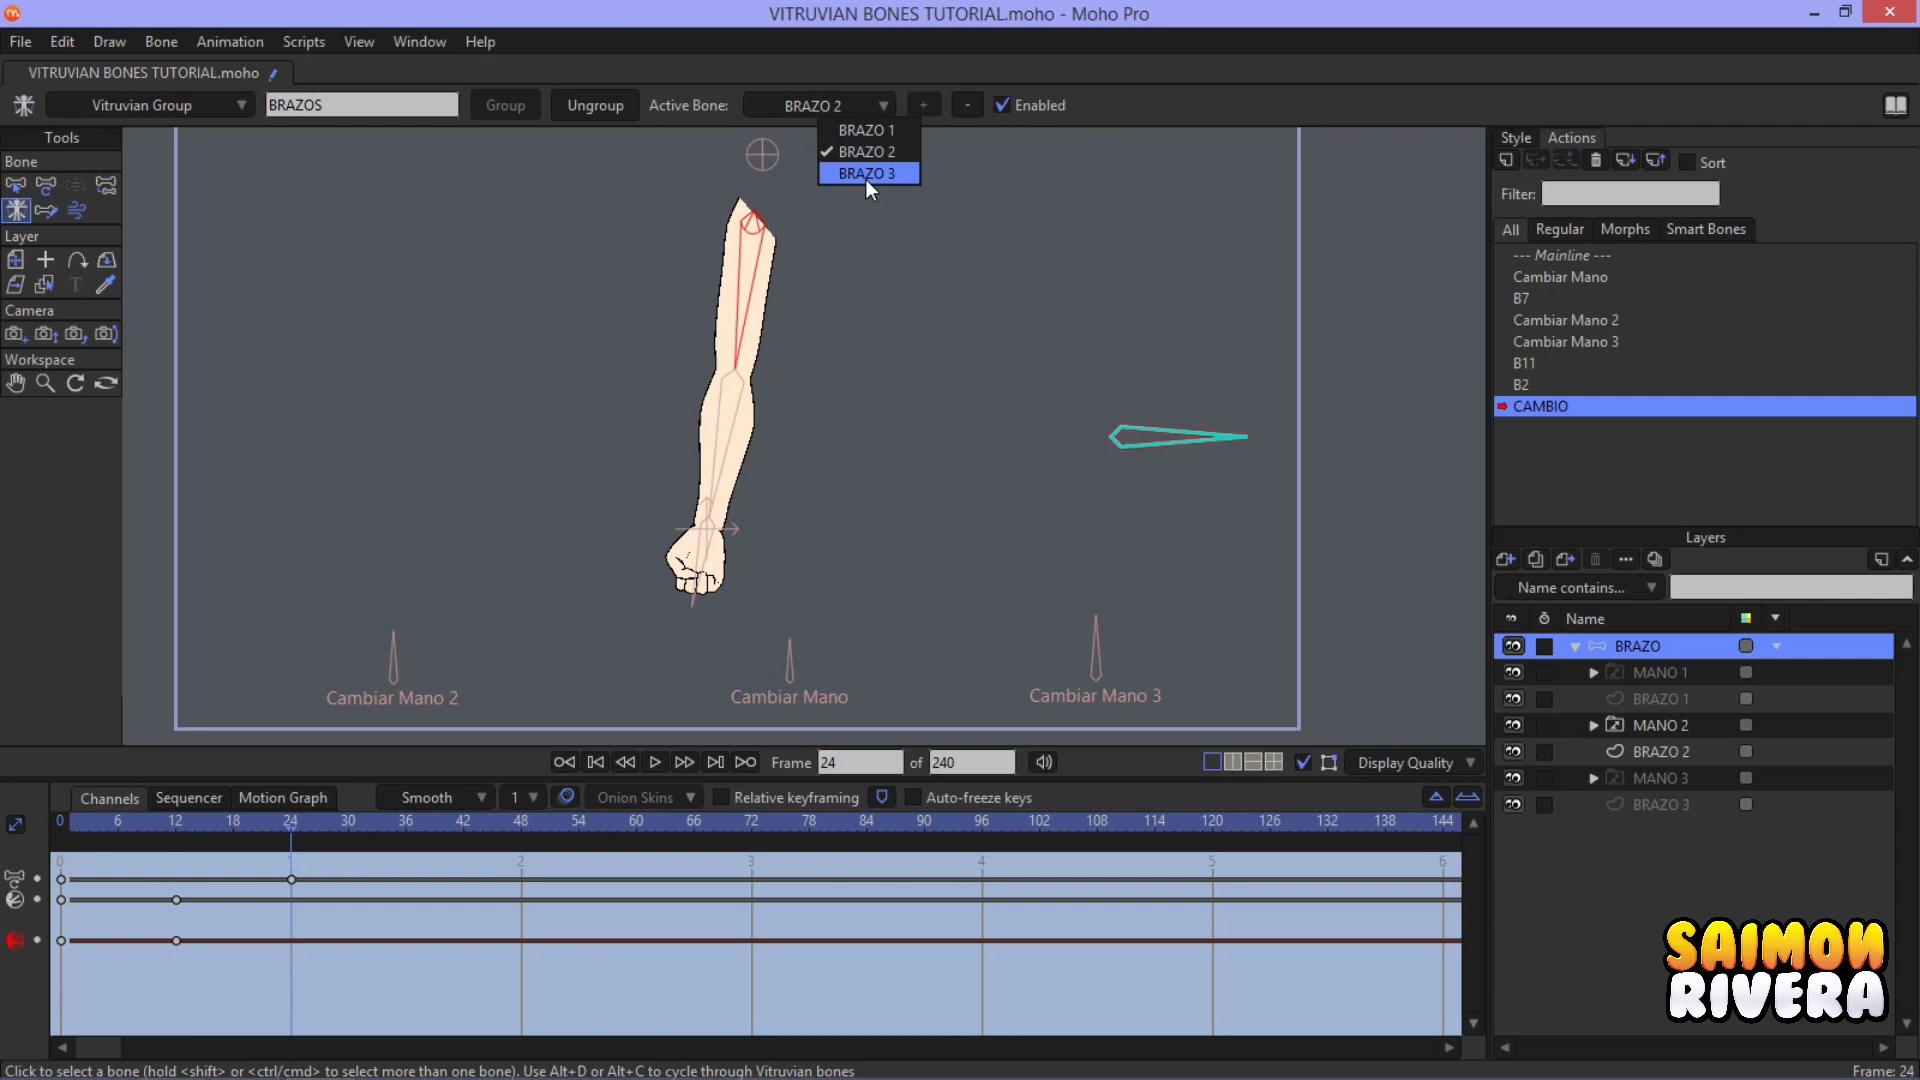 VITRUVIAN BONES TUTORIAL.moho - Moho Pro
File Edit Draw Bone Animation Scripts View Window Help
VITRUVIAN BONES TUTORIAL.moho
Vitruvian Group BRAZOS Group Ungroup Active Bone: BRAZO 2 + - Enabled
BRAZO 1
BRAZO 2
BRAZO 3
Tools
Bone
Layer
Camera
Workspace
Cambiar Mano 2
Cambiar Mano
Cambiar Mano 3
Style Actions
Sort
Filter:
All Regular Morphs Smart Bones
--- Mainline ---
Cambiar Mano
B7
Cambiar Mano 2
Cambiar Mano 3
B11
B2
CAMBIO
Layers
Name contains...
Name
BRAZO
MANO 1
BRAZO 1
MANO 2
BRAZO 2
MANO 3
BRAZO 3
Frame 24 of 240 Display Quality
Channels Sequencer Motion Graph Smooth 1 Onion Skins Relative keyframing Auto-freeze keys
0 6 12 18 24 30 36 42 48 54 60 66 72 78 84 90 96 102 108 114 120 126 132 138 144
0 1 2 3 4 5 6
SAIMON
RIVERA
Click to select a bone (hold <shift> or <ctrl/cmd> to select more than one bone). Use Alt+D or Alt+C to cycle through Vitruvian bones
Frame: 24